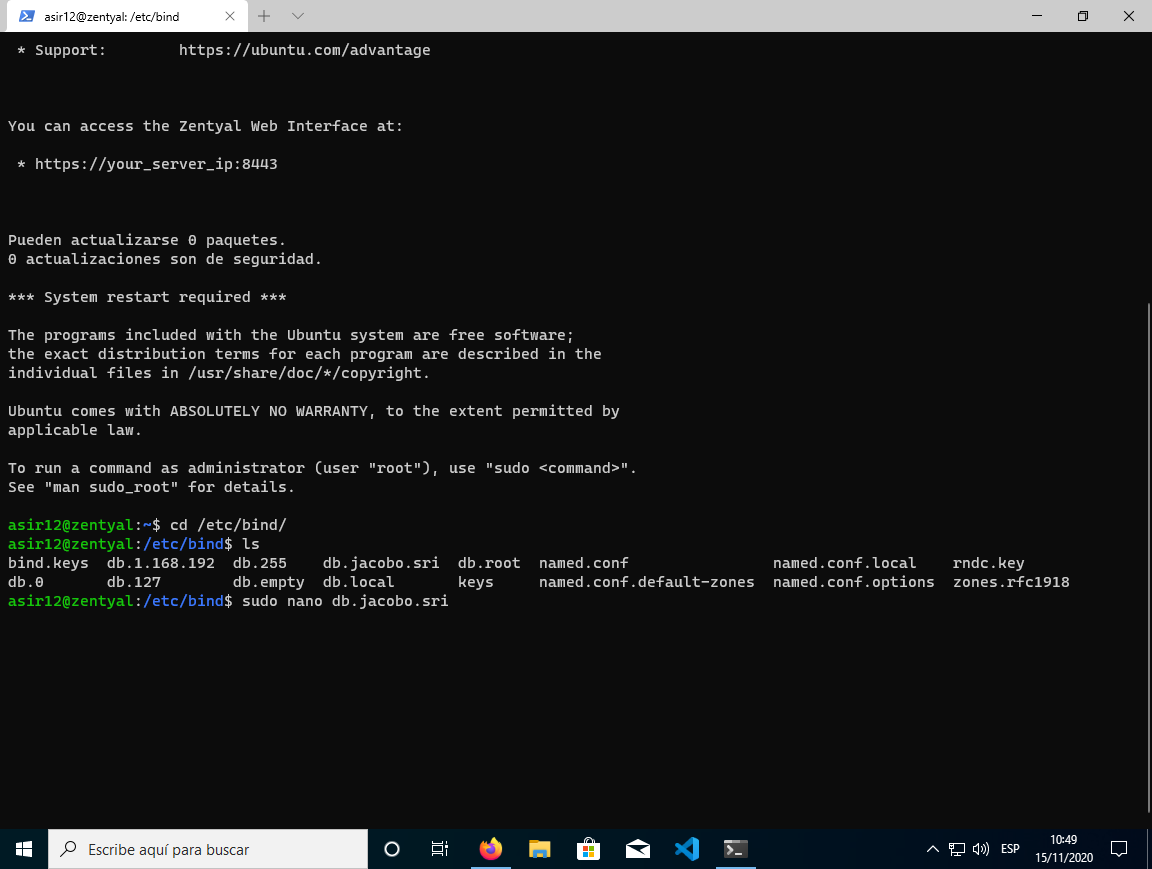 asir12@zentyal: /etc/bind
* Support:        https://ubuntu.com/advantage
You can access the Zentyal Web Interface at:
* https://your_server_ip:8443
Pueden actualizarse 0 paquetes.
0 actualizaciones son de seguridad.
*** System restart required ***
The programs included with the Ubuntu system are free software;
the exact distribution terms for each program are described in the
individual files in /usr/share/doc/*/copyright.
Ubuntu comes with ABSOLUTELY NO WARRANTY, to the extent permitted by
applicable law.
To run a command as administrator (user "root"), use "sudo <command>".
See "man sudo_root" for details.
asir12@zentyal:~$ cd /etc/bind/
asir12@zentyal:/etc/bind$ ls
bind.keys  db.1.168.192  db.255    db.jacobo.sri  db.root  named.conf                named.conf.local    rndc.key
db.0       db.127        db.empty  db.local       keys     named.conf.default-zones  named.conf.options  zones.rfc1918
asir12@zentyal:/etc/bind$ sudo nano db.jacobo.sri
Escribe aquí para buscar
ESP
10:49
15/11/2020